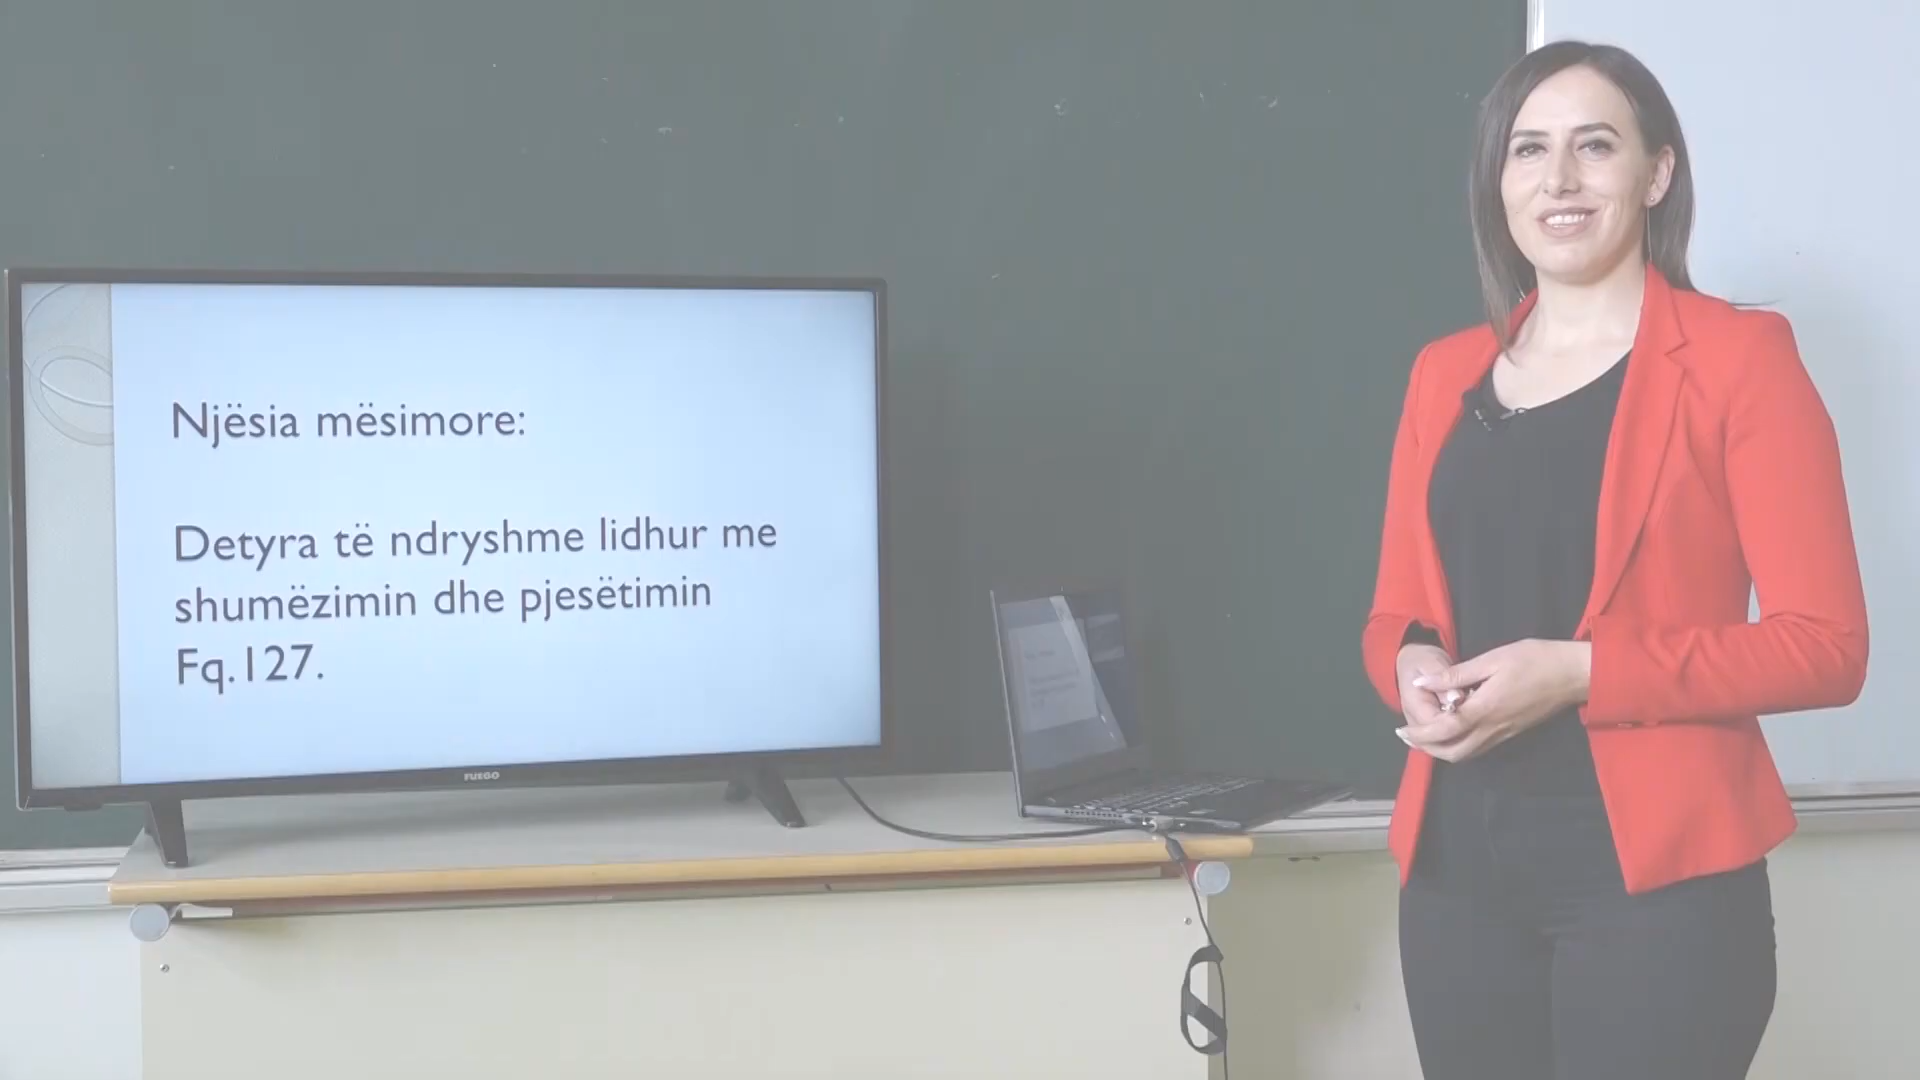 Njësia mësimore:
Detyra të ndryshme lidhur me
shumëzimin dhe pjesëtimin
Fq.127.
FUEGO